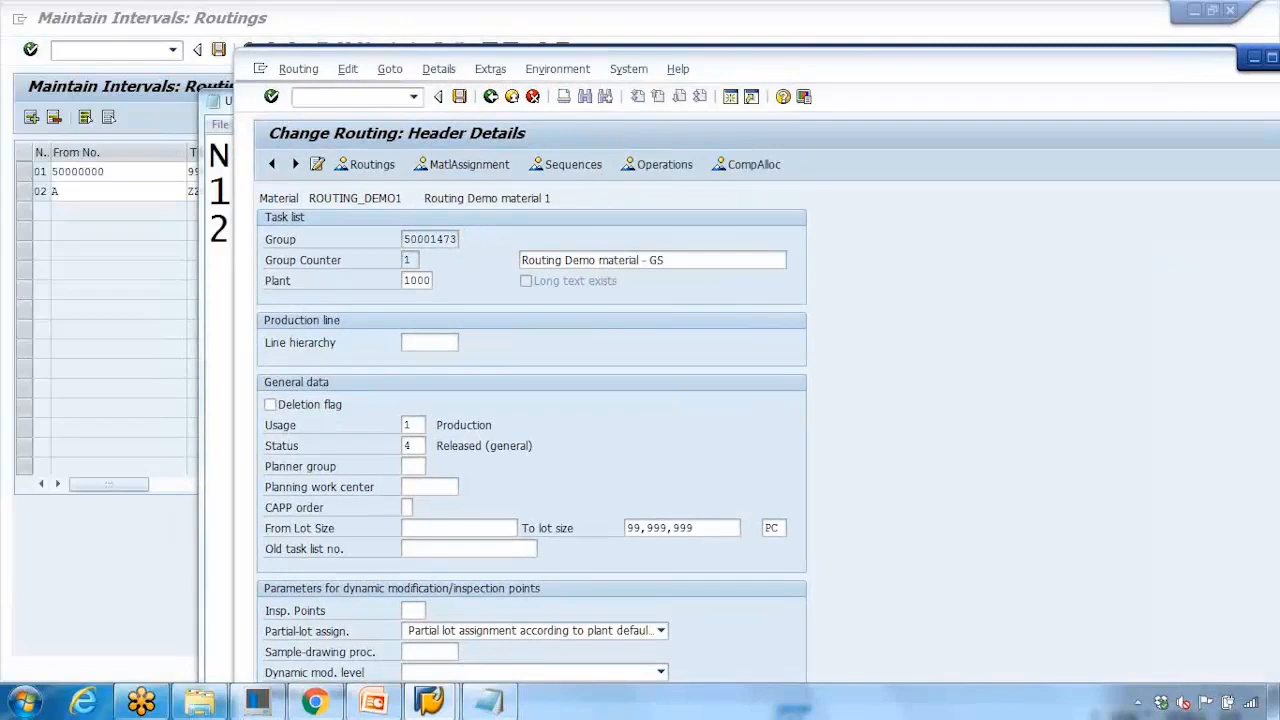 Maintain Intervals: Routings
Maintain Intervals: Rou
N.. From No. T
01 50000000 99
02 A ZZ
File
N
1
2
Routing Edit Goto Details Extras Environment System Help
Change Routing: Header Details
Routings MatlAssignment Sequences Operations CompAlloc
Material ROUTING_DEMO1 Routing Demo material 1
Task list
Group 50001473
Group Counter 1 Routing Demo material - GS
Plant 1000 Long text exists
Production line
Line hierarchy
General data
Deletion flag
Usage 1 Production
Status 4 Released (general)
Planner group
Planning work center
CAPP order
From Lot Size To lot size 99,999,999 PC
Old task list no.
Parameters for dynamic modification/inspection points
Insp. Points
Partial-lot assign. Partial lot assignment according to plant defaul...
Sample-drawing proc.
Dynamic mod. level